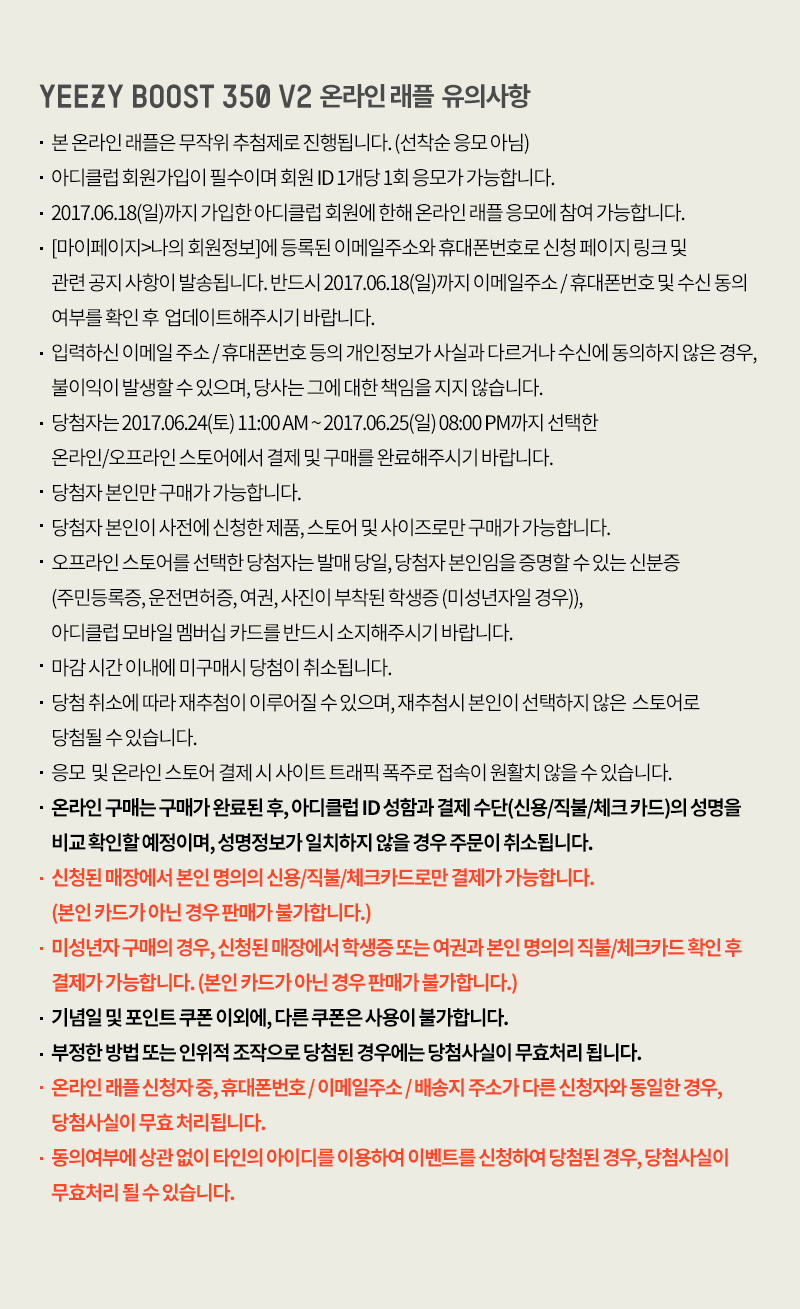 YEEZY BOOST 350 V2 온라인 래플 유의사항
· 본 온라인 래플은 무작위 추첨제로 진행됩니다. (선착순 응모 아님)
· 아디클럽 회원가입이 필수이며 회원 ID 1개당 1회 응모가 가능합니다.
· 2017.06.18(일)까지 가입한 아디클럽 회원에 한해 온라인 래플 응모에 참여 가능합니다.
· [마이페이지>나의 회원정보]에 등록된 이메일주소와 휴대폰번호로 신청 페이지 링크 및
관련 공지 사항이 발송됩니다. 반드시 2017.06.18(일)까지 이메일주소 / 휴대폰번호 및 수신 동의
여부를 확인 후 업데이트해주시기 바랍니다.
· 입력하신 이메일 주소 / 휴대폰번호 등의 개인정보가 사실과 다르거나 수신에 동의하지 않은 경우,
불이익이 발생할 수 있으며, 당사는 그에 대한 책임을 지지 않습니다.
· 당첨자는 2017.06.24(토) 11:00 AM ~ 2017.06.25(일) 08:00 PM까지 선택한
온라인/오프라인 스토어에서 결제 및 구매를 완료해주시기 바랍니다.
· 당첨자 본인만 구매가 가능합니다.
· 당첨자 본인이 사전에 신청한 제품, 스토어 및 사이즈로만 구매가 가능합니다.
· 오프라인 스토어를 선택한 당첨자는 발매 당일, 당첨자 본인임을 증명할 수 있는 신분증
(주민등록증, 운전면허증, 여권, 사진이 부착된 학생증 (미성년자일 경우)),
아디클럽 모바일 멤버십 카드를 반드시 소지해주시기 바랍니다.
· 마감 시간 이내에 미구매시 당첨이 취소됩니다.
· 당첨 취소에 따라 재추첨이 이루어질 수 있으며, 재추첨시 본인이 선택하지 않은 스토어로
당첨될 수 있습니다.
· 응모 및 온라인 스토어 결제 시 사이트 트래픽 폭주로 접속이 원활치 않을 수 있습니다.
· 온라인 구매는 구매가 완료된 후, 아디클럽 ID 성함과 결제 수단(신용/직불/체크 카드)의 성명을
비교 확인할 예정이며, 성명정보가 일치하지 않을 경우 주문이 취소됩니다.
· 신청된 매장에서 본인 명의의 신용/직불/체크카드로만 결제가 가능합니다.
(본인 카드가 아닌 경우 판매가 불가합니다.)
· 미성년자 구매의 경우, 신청된 매장에서 학생증 또는 여권과 본인 명의의 직불/체크카드 확인 후
결제가 가능합니다. (본인 카드가 아닌 경우 판매가 불가합니다.)
· 기념일 및 포인트 쿠폰 이외에, 다른 쿠폰은 사용이 불가합니다.
· 부정한 방법 또는 인위적 조작으로 당첨된 경우에는 당첨사실이 무효처리 됩니다.
· 온라인 래플 신청자 중, 휴대폰번호 / 이메일주소 / 배송지 주소가 다른 신청자와 동일한 경우,
당첨사실이 무효 처리됩니다.
· 동의여부에 상관 없이 타인의 아이디를 이용하여 이벤트를 신청하여 당첨된 경우, 당첨사실이
무효처리 될 수 있습니다.